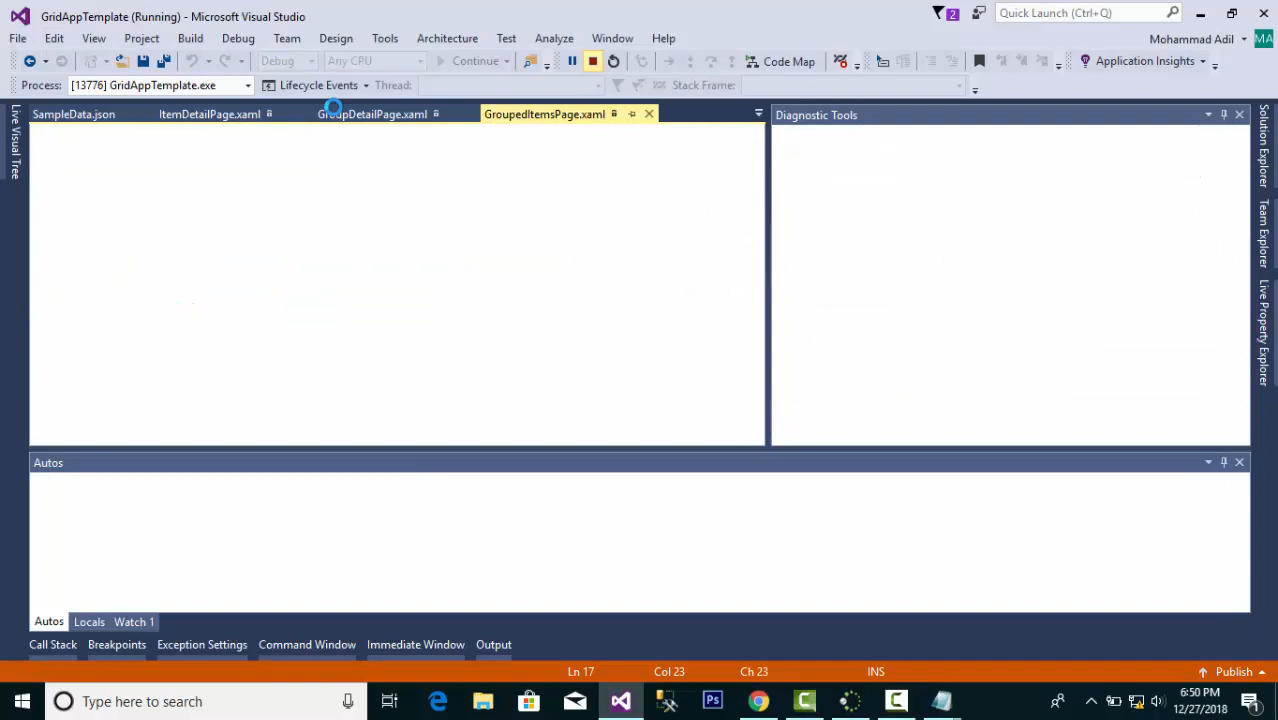 GridAppTemplate (Running) - Microsoft Visual Studio
2
Quick Launch (Ctrl+Q)
File Edit View Project Build Debug Team Design Tools Architecture Test Analyze Window Help
Mohammad Adil MA
Debug Any CPU Continue Code Map Application Insights
Process: [13776] GridAppTemplate.exe Lifecycle Events Thread: Stack Frame:
SampleData.json ItemDetailPage.xaml GroupDetailPage.xaml GroupedItemsPage.xaml
Diagnostic Tools
Live Visual Tree
Solution Explorer
Team Explorer
Live Property Explorer
Autos
Autos Locals Watch 1
Call Stack Breakpoints Exception Settings Command Window Immediate Window Output
Ln 17 Col 23 Ch 23 INS Publish
Type here to search
Ps
6:50 PM
12/27/2018
1